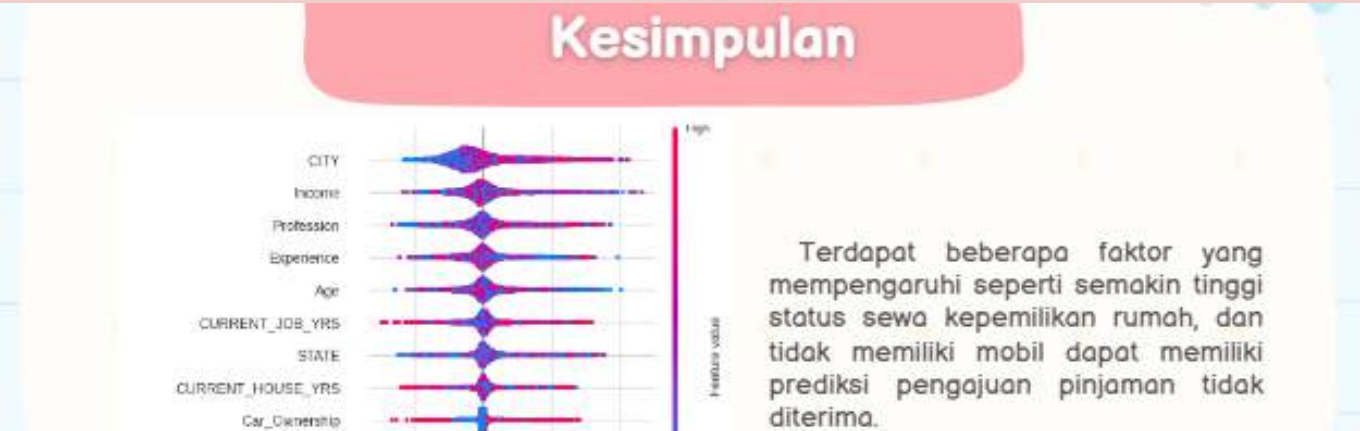 Kesimpulan
High
CITY
Income
Profession
Experience
Age
CURRENT_JOB_YRS
STATE
CURRENT_HOUSE_YRS
Car_Ownership
Feature value
Terdapat beberapa faktor yang
mempengaruhi seperti semakin tinggi
status sewa kepemilikan rumah, dan
tidak memiliki mobil dapat memiliki
prediksi pengajuan pinjaman tidak
diterima.